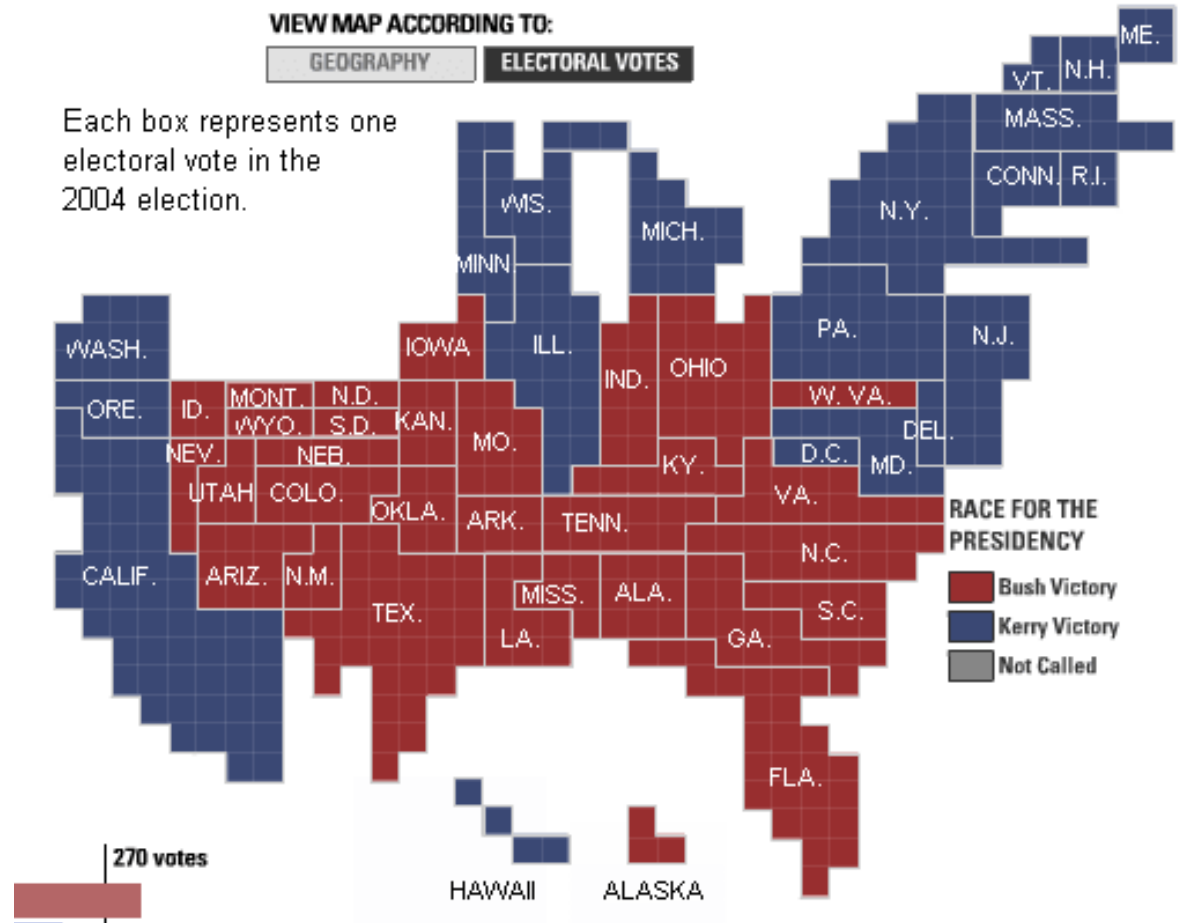 VIEW MAP ACCORDING TO:
GEOGRAPHY
ELECTORAL VOTES
Each box represents one
electoral vote in the
2004 election.
ME.
VT.
N.H.
MASS.
CONN.
R.I.
N.Y.
WIS.
MICH.
MINN.
WASH.
IOWA
ILL.
IND.
OHIO
PA.
N.J.
ORE.
ID.
MONT.
N.D.
WYO.
S.D.
KAN.
MO.
W. VA.
DEL.
D.C.
MD.
NEV.
NEB.
KY.
UTAH
COLO.
OKLA.
ARK.
TENN.
VA.
N.C.
CALIF.
ARIZ.
N.M.
TEX.
MISS.
ALA.
LA.
GA.
S.C.
FLA.
RACE FOR THE
PRESIDENCY
Bush Victory
Kerry Victory
Not Called
270 votes
HAWAII
ALASKA